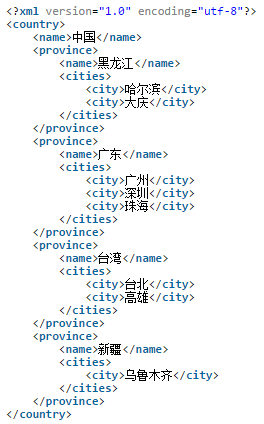 <?xml version="1.0" encoding="utf-8"?>
<country>
    <name>中国</name>
    <province>
        <name>黑龙江</name>
        <cities>
            <city>哈尔滨</city>
            <city>大庆</city>
        </cities>
    </province>
    <province>
        <name>广东</name>
        <cities>
            <city>广州</city>
            <city>深圳</city>
            <city>珠海</city>
        </cities>
    </province>
    <province>
        <name>台湾</name>
        <cities>
            <city>台北</city>
            <city>高雄</city>
        </cities>
    </province>
    <province>
        <name>新疆</name>
        <cities>
            <city>乌鲁木齐</city>
        </cities>
    </province>
</country>